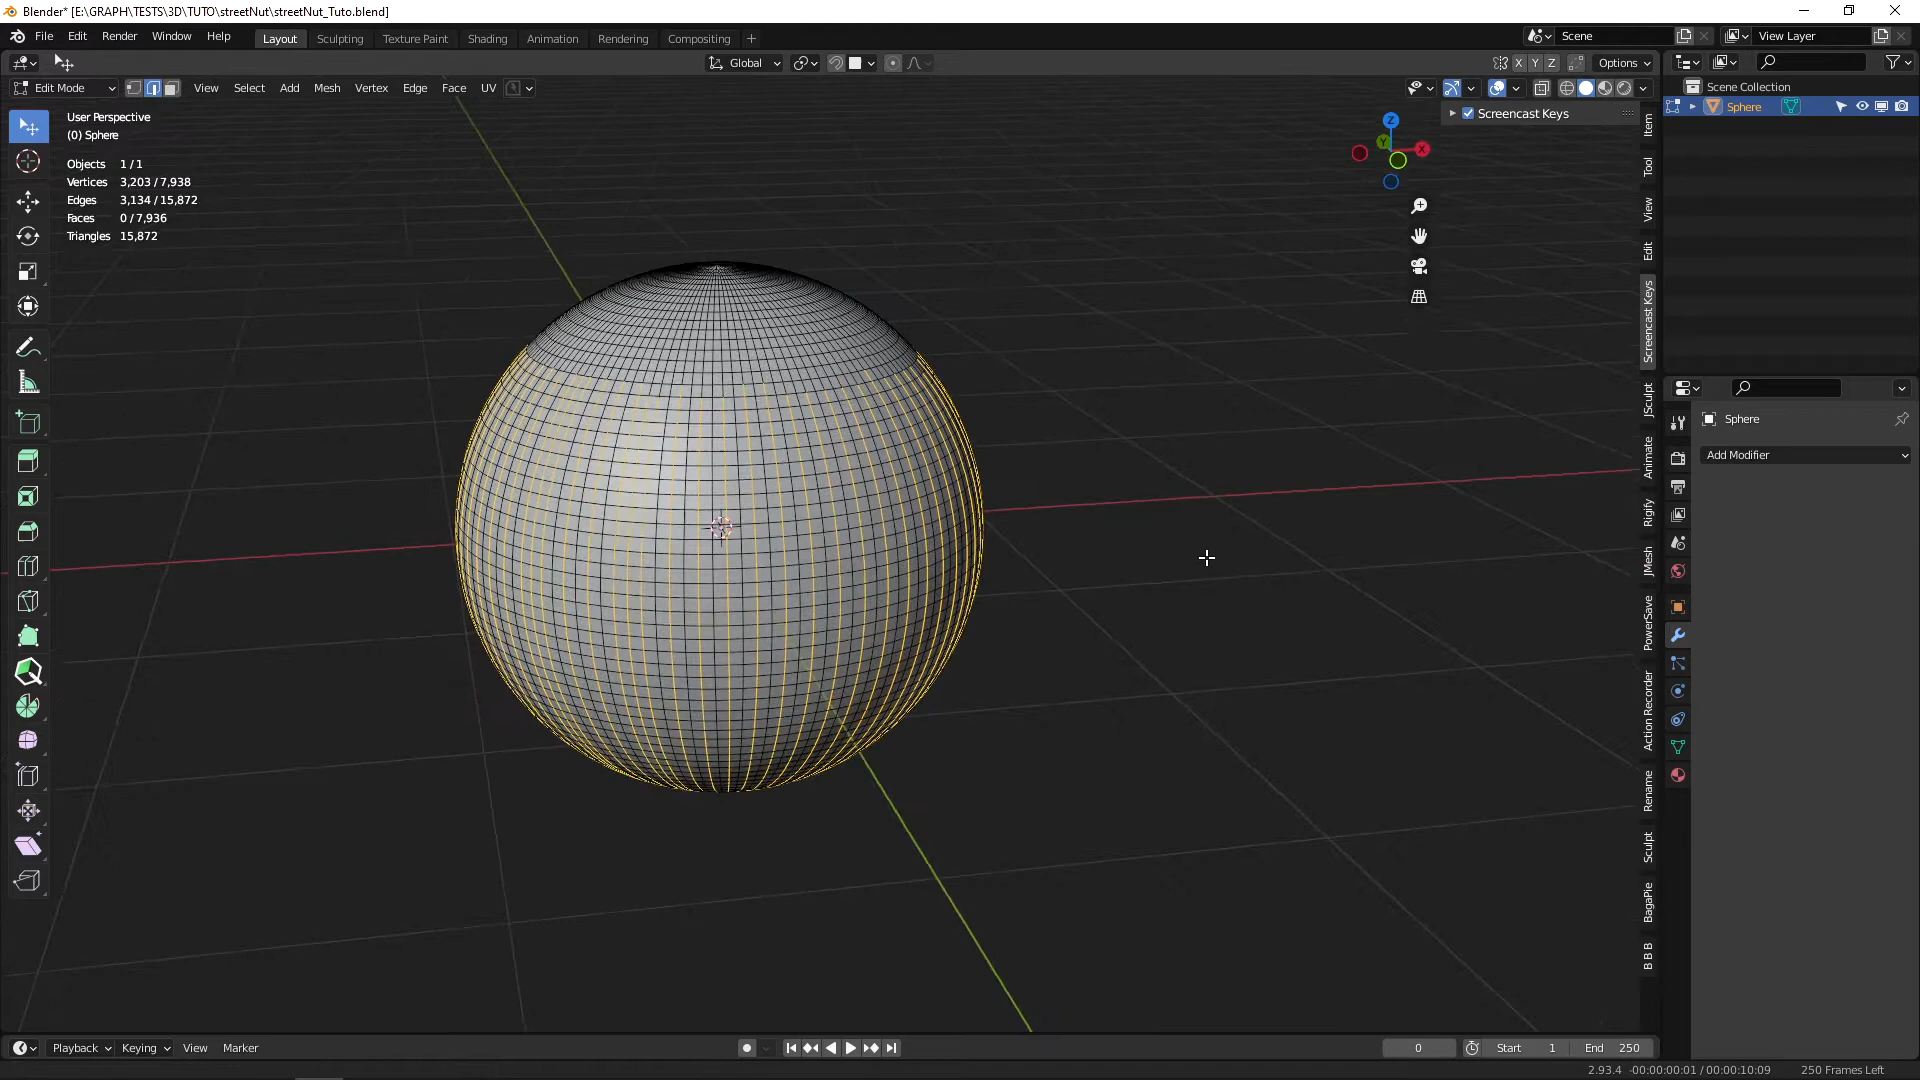 Blender* [E:\GRAPH\TESTS\3D\TUTO\streetNut\streetNut_Tuto.blend]
File Edit Render Window Help Layout Sculpting Texture Paint Shading Animation Rendering Compositing + Scene View Layer
Global X Y Z Options
Edit Mode View Select Add Mesh Vertex Edge Face UV
Scene Collection
Sphere
User Perspective
(0) Sphere
Objects 1 / 1
Vertices 3,203 / 7,938
Edges 3,134 / 15,872
Faces 0 / 7,936
Triangles 15,872
Screencast Keys
Z
Y
X
Item
Tool
View
Edit
Screencast Keys
JSculpt
Animate
Rigify
JMesh
PowerSave
Action Recorder
Rename
Sculpt
BagaPie
B B B
Sphere
Add Modifier
Playback Keying View Marker 0 Start 1 End 250
2.93.4 -00:00:00:01 / 00:00:10:09 250 Frames Left